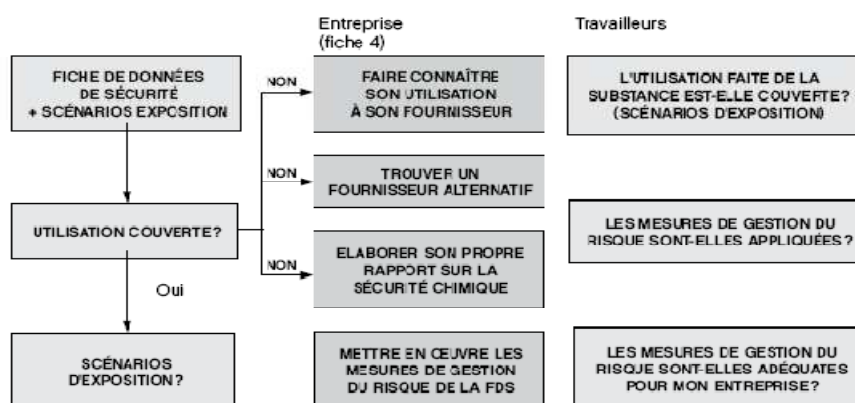 Entreprise
(fiche 4)
Travailleurs
FICHE DE DONNÉES
DE SÉCURITÉ
+ SCÉNARIOS EXPOSITION
NON
FAIRE CONNAÎTRE
SON UTILISATION
À SON FOURNISSEUR
L'UTILISATION FAITE DE LA
SUBSTANCE EST-ELLE COUVERTE?
(SCÉNARIOS D'EXPOSITION)
NON
TROUVER UN
FOURNISSEUR ALTERNATIF
UTILISATION COUVERTE?
LES MESURES DE GESTION DU
RISQUE SONT-ELLES APPLIQUÉES?
NON
ELABORER SON PROPRE
RAPPORT SUR LA
SÉCURITÉ CHIMIQUE
Oui
SCÉNARIOS
D'EXPOSITION?
METTRE EN ŒUVRE LES
MESURES DE GESTION
DU RISQUE DE LA FDS
LES MESURES DE GESTION DU
RISQUE SONT-ELLES ADÉQUATES
POUR MON ENTREPRISE?